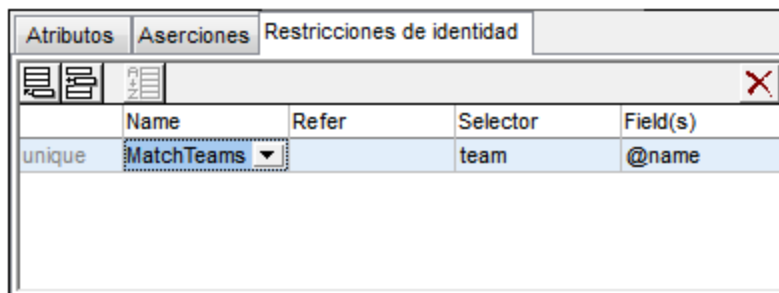 Atributos Aserciones Restricciones de identidad
Name Refer Selector Field(s)
unique MatchTeams team @name